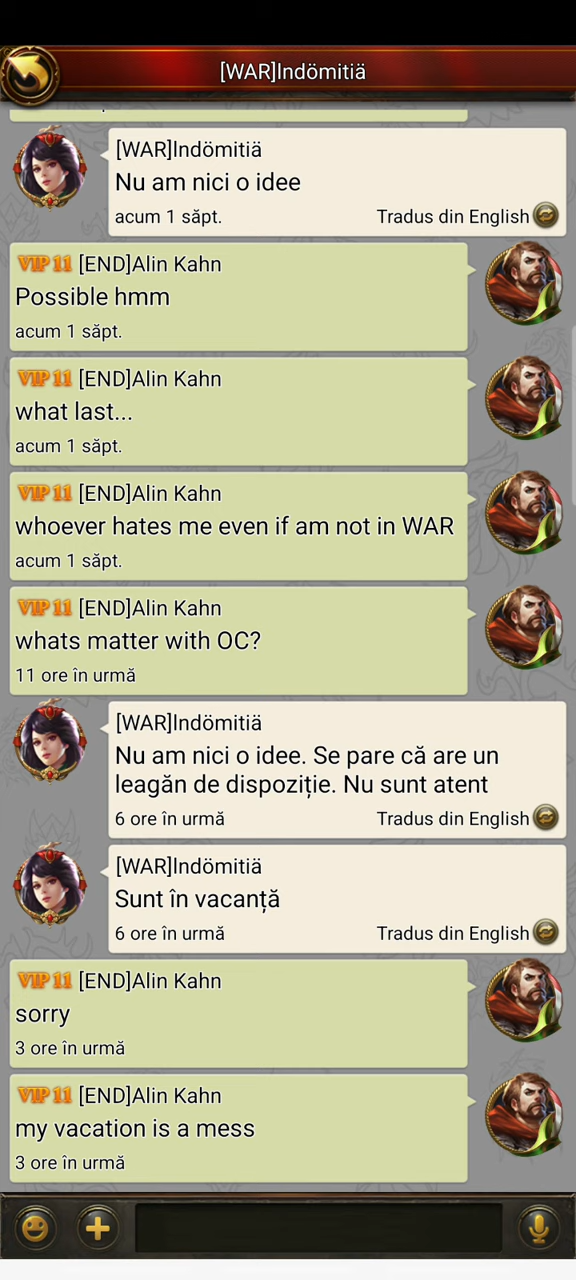 [WAR]Indömitiä
[WAR]Indömitiä
Nu am nici o idee
acum 1 săpt.
Tradus din English
VIP 11 [END]Alin Kahn
Possible hmm
acum 1 săpt.
VIP 11 [END]Alin Kahn
what last...
acum 1 săpt.
VIP 11 [END]Alin Kahn
whoever hates me even if am not in WAR
acum 1 săpt.
VIP 11 [END]Alin Kahn
whats matter with OC?
11 ore în urmă
[WAR]Indömitiä
Nu am nici o idee. Se pare că are un
leagăn de dispoziție. Nu sunt atent
6 ore în urmă
Tradus din English
[WAR]Indömitiä
Sunt în vacanță
6 ore în urmă
Tradus din English
VIP 11 [END]Alin Kahn
sorry
3 ore în urmă
VIP 11 [END]Alin Kahn
my vacation is a mess
3 ore în urmă